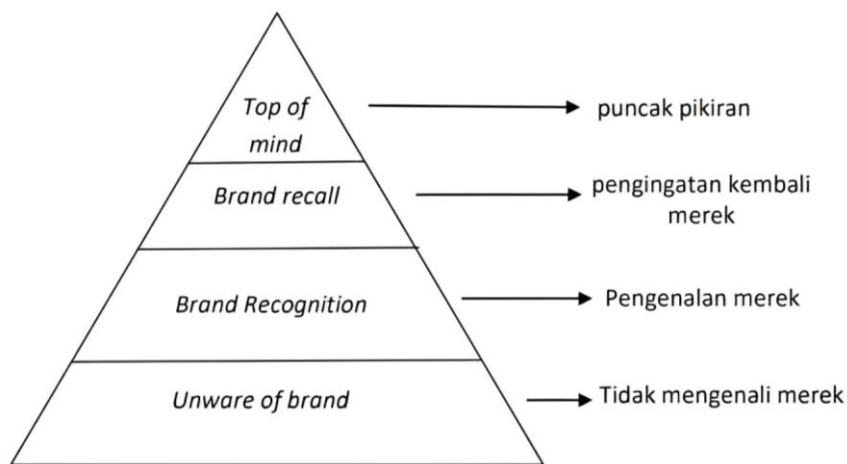 Top of
mind
puncak pikiran
Brand recall
pengingatan kembali
merek
Brand Recognition
Pengenalan merek
Unware of brand
Tidak mengenali merek